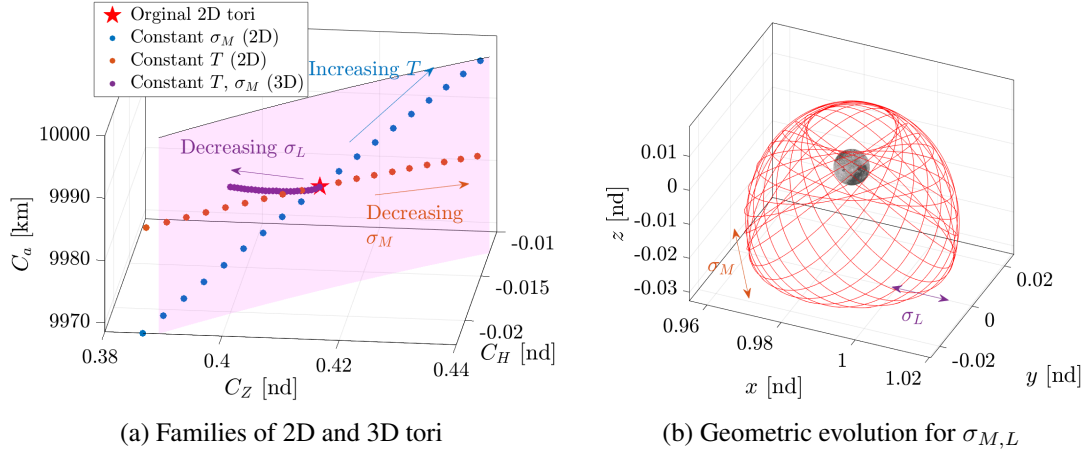 Orginal 2D tori
Constant σ_M (2D)
Constant T (2D)
Constant T, σ_M (3D)
Increasing T
Decreasing σ_L
Decreasing
σ_M
10000
9990
9980
9970
C_a [km]
0.38
0.4
0.42
0.44
C_Z [nd]
-0.01
-0.015
-0.02
C_H [nd]
(a) Families of 2D and 3D tori
0.01
0
-0.01
-0.02
-0.03
z [nd]
σ_M
σ_L
0.96
0.98
1
1.02
x [nd]
0.02
0
-0.02
y [nd]
(b) Geometric evolution for σ_{M,L}